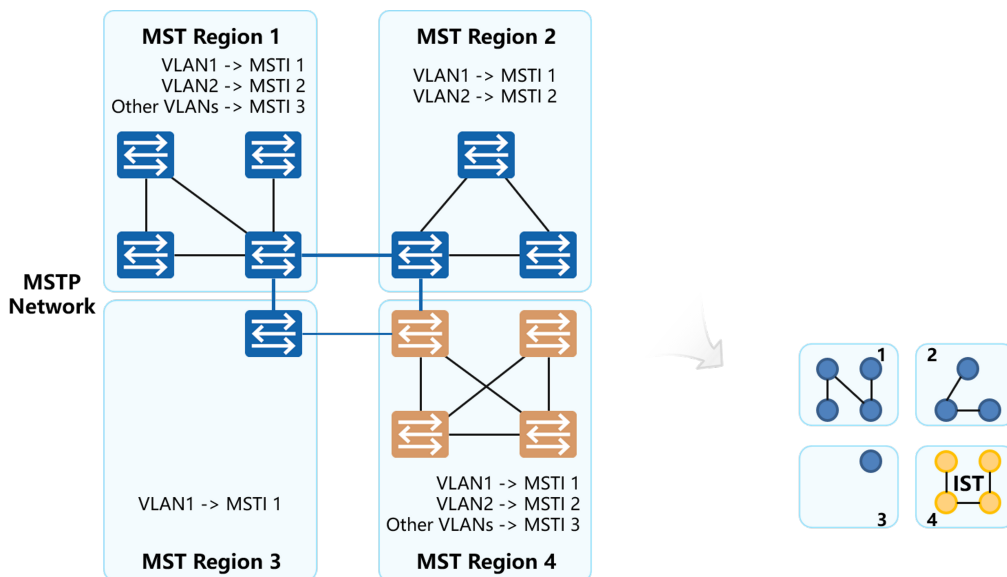 MST Region 1
VLAN1 -> MSTI 1
VLAN2 -> MSTI 2
Other VLANs -> MSTI 3
MST Region 2
VLAN1 -> MSTI 1
VLAN2 -> MSTI 2
MSTP
Network
VLAN1 -> MSTI 1
MST Region 3
VLAN1 -> MSTI 1
VLAN2 -> MSTI 2
Other VLANs -> MSTI 3
MST Region 4
1
2
3
IST
4